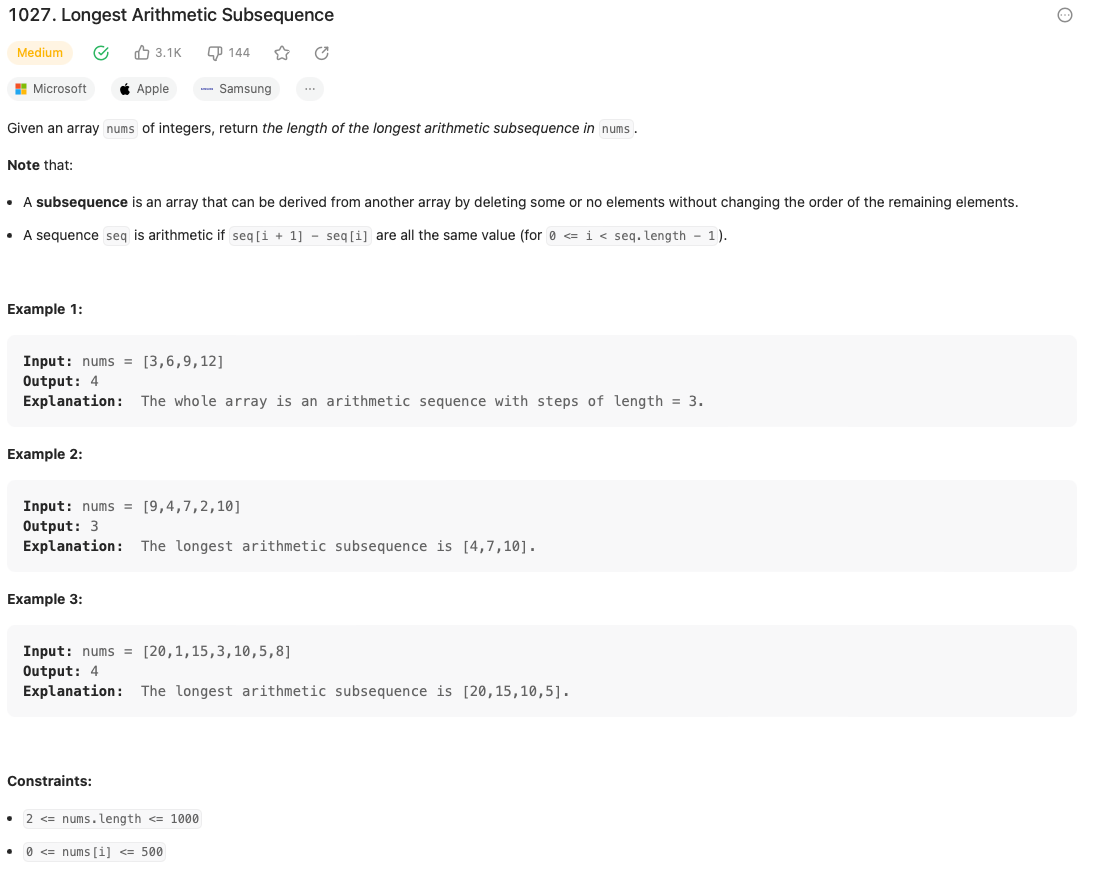 1027. Longest Arithmetic Subsequence
Medium 3.1K 144
Microsoft Apple Samsung ...
Given an array nums of integers, return the length of the longest arithmetic subsequence in nums.
Note that:
• A subsequence is an array that can be derived from another array by deleting some or no elements without changing the order of the remaining elements.
• A sequence seq is arithmetic if seq[i + 1] - seq[i] are all the same value (for 0 <= i < seq.length - 1).
Example 1:
Input: nums = [3,6,9,12]
Output: 4
Explanation:  The whole array is an arithmetic sequence with steps of length = 3.
Example 2:
Input: nums = [9,4,7,2,10]
Output: 3
Explanation:  The longest arithmetic subsequence is [4,7,10].
Example 3:
Input: nums = [20,1,15,3,10,5,8]
Output: 4
Explanation:  The longest arithmetic subsequence is [20,15,10,5].
Constraints:
• 2 <= nums.length <= 1000
• 0 <= nums[i] <= 500